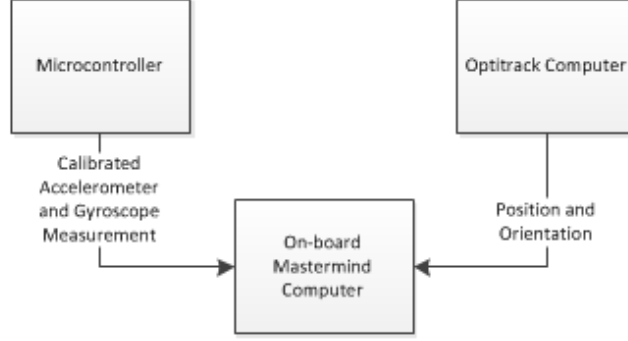 Microcontroller
Optitrack Computer
Calibrated
Accelerometer
and Gyroscope
Measurement
Position and
Orientation
On-board
Mastermind
Computer